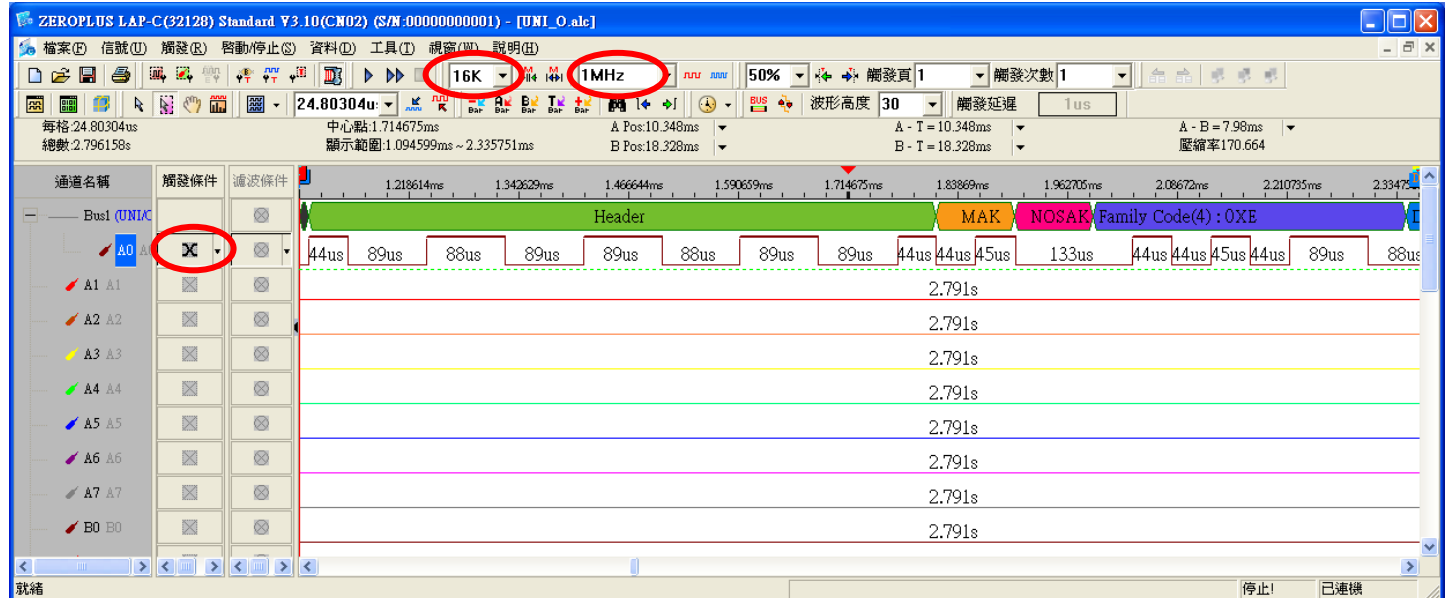 ZEROPLUS LAP-C(32128) Standard V3.10(CN02) (S/N:00000000001) - [UNI_O.alc]
檔案(F) 信號(U) 觸發(R) 啓動/停止(S) 資料(D) 工具(T) 視窗(W) 説明(H)
16K 1MHz 50% 觸發頁 1 觸發次數 1
24.80304u: Bar Bar Bar Bar Bar BUS 波形高度 30 觸發延遲 1us
每格:24.80304us 中心點:1.714675ms A Pos:10.348ms A - T = 10.348ms A - B = 7.98ms
總數:2.796158s 顯示範圍:1.094599ms ~ 2.335751ms B Pos:18.328ms B - T = 18.328ms 壓縮率170.664
通道名稱 觸發條件 濾波條件 1.218614ms 1.342629ms 1.466644ms 1.590659ms 1.714675ms 1.83869ms 1.962705ms 2.08672ms 2.210735ms 2.33475
Bus1 (UNI/O Header MAK NOSAK Family Code(4) : 0XE
A0 44us 89us 88us 89us 89us 88us 89us 89us 44us 44us 45us 133us 44us 44us 45us 44us 89us 88us
A1 A1 2.791s
A2 A2 2.791s
A3 A3 2.791s
A4 A4 2.791s
A5 A5 2.791s
A6 A6 2.791s
A7 A7 2.791s
B0 B0 2.791s
就緒 停止! 已連機